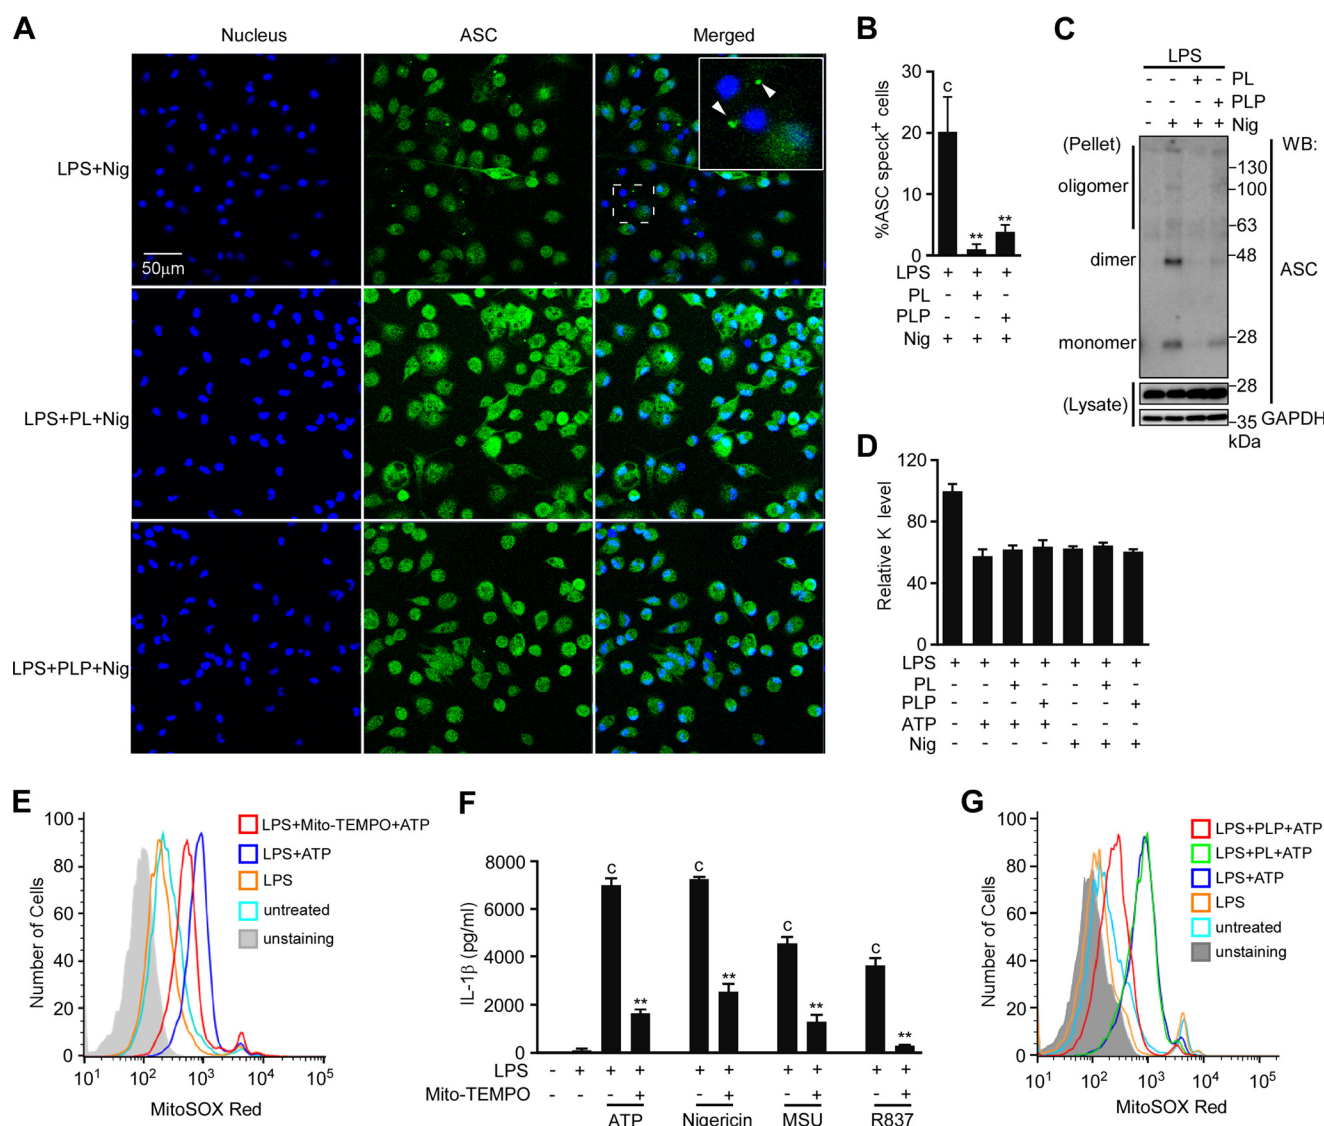 A
Nucleus ASC Merged
LPS+Nig
50μm
LPS+PL+Nig
LPS+PLP+Nig
B
%ASC speck+ cells
30
20
10
0
C
**
**
LPS + + +
PL - + -
PLP - - +
Nig + + +
C
LPS
- - + - PL
- - - + PLP
- + + + Nig
(Pellet)
oligomer
dimer
monomer
(Lysate)
130
100
63
48
28
28
35
kDa
WB:
ASC
GAPDH
D
Relative K level
120
80
40
0
LPS + + + + + + +
PL - - + - - + -
PLP - - - + - - +
ATP - + + + - - -
Nig - - - - + + +
E
Number of Cells
100
80
60
40
20
0
101 102 103 104 105
MitoSOX Red
LPS+Mito-TEMPO+ATP
LPS+ATP
LPS
untreated
unstaining
F
IL-1β (pg/ml)
8000
6000
4000
2000
0
C
**
C
**
C
**
C
**
LPS - + + + + + + + + +
Mito-TEMPO - - - + - + - + - +
ATP Nigericin MSU R837
G
Number of Cells
100
80
60
40
20
0
101 102 103 104 105
MitoSOX Red
LPS+PLP+ATP
LPS+PL+ATP
LPS+ATP
LPS
untreated
unstaining